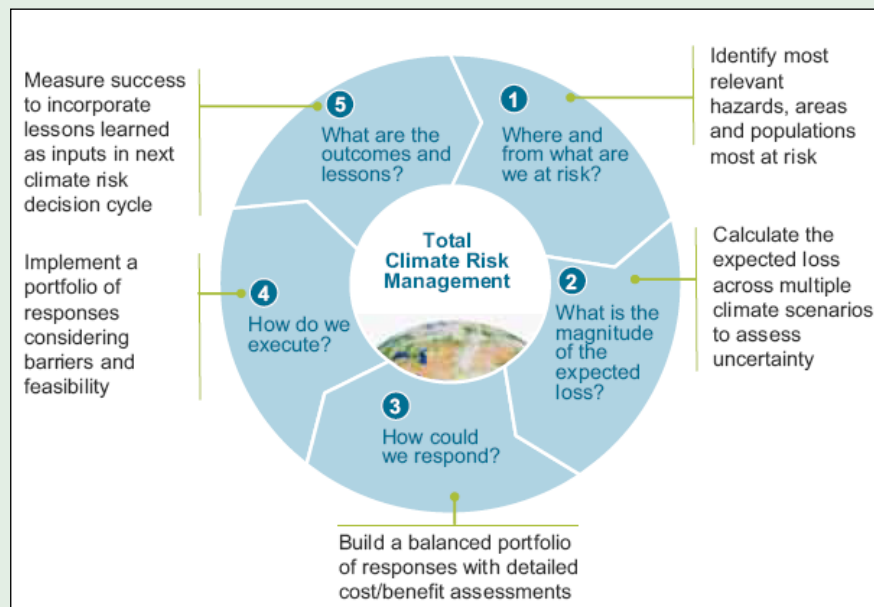 Total
Climate Risk
Management
1
Where and
from what are
we at risk?
Identify most
relevant
hazards, areas
and populations
most at risk
2
What is the
magnitude
of the
expected
loss?
Calculate the
expected loss
across multiple
climate scenarios
to assess
uncertainty
3
How could
we respond?
Build a balanced portfolio
of responses with detailed
cost/benefit assessments
4
How do we
execute?
Implement a
portfolio of
responses
considering
barriers and
feasibility
5
What are the
outcomes and
lessons?
Measure success
to incorporate
lessons learned
as inputs in next
climate risk
decision cycle